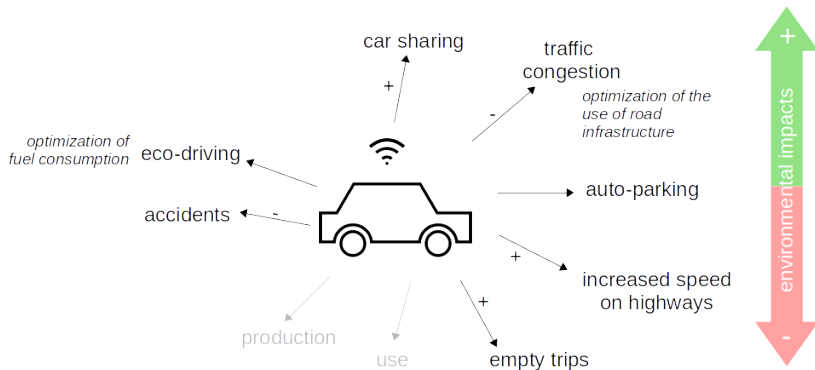 car sharing
+
traffic
congestion
-
optimization of the
use of road
infrastructure
optimization of
fuel consumption
eco-driving
accidents
-
auto-parking
+
increased speed
on highways
+
empty trips
production
use
+
environmental impacts
-